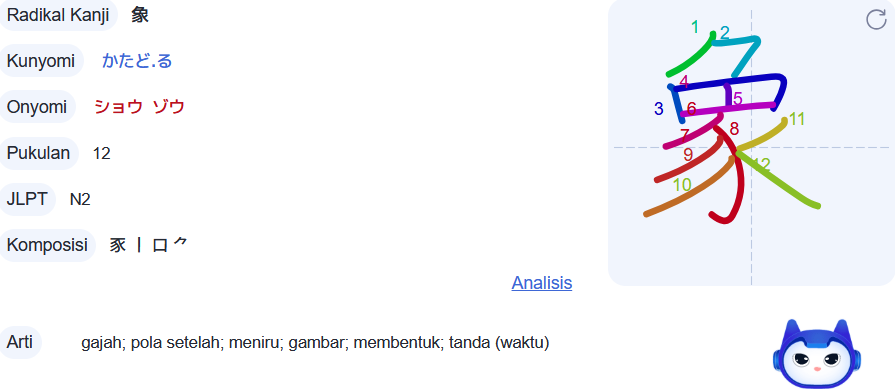 Radikal Kanji 象
Kunyomi かたど.る
Onyomi ショウ ゾウ
Pukulan 12
JLPT N2
Komposisi 豕 丨 口 𠂊
Analisis
Arti gajah; pola setelah; meniru; gambar; membentuk; tanda (waktu)
1 2
4
3 6 5
7 8 11
9 12
10